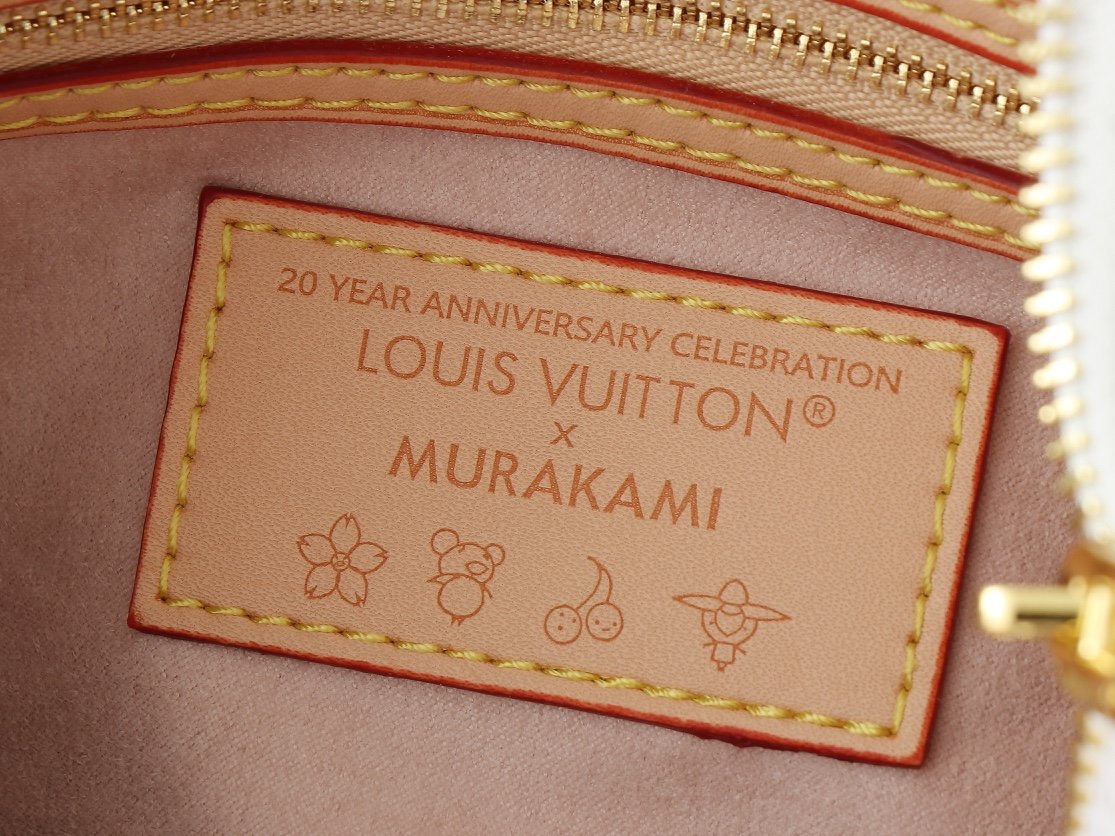 20 YEAR ANNIVERSARY CELEBRATION
LOUIS VUITTON®
x
MURAKAMI